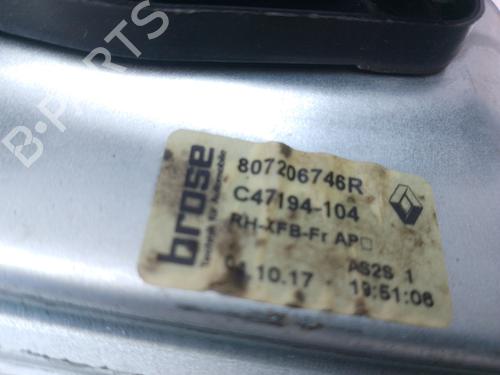 B-PARTS
brose
Technik für Automobile
807206746R
C47194-104
RH-XFB-Fr AP□
04.10.17 AS2S 1
19:51:06